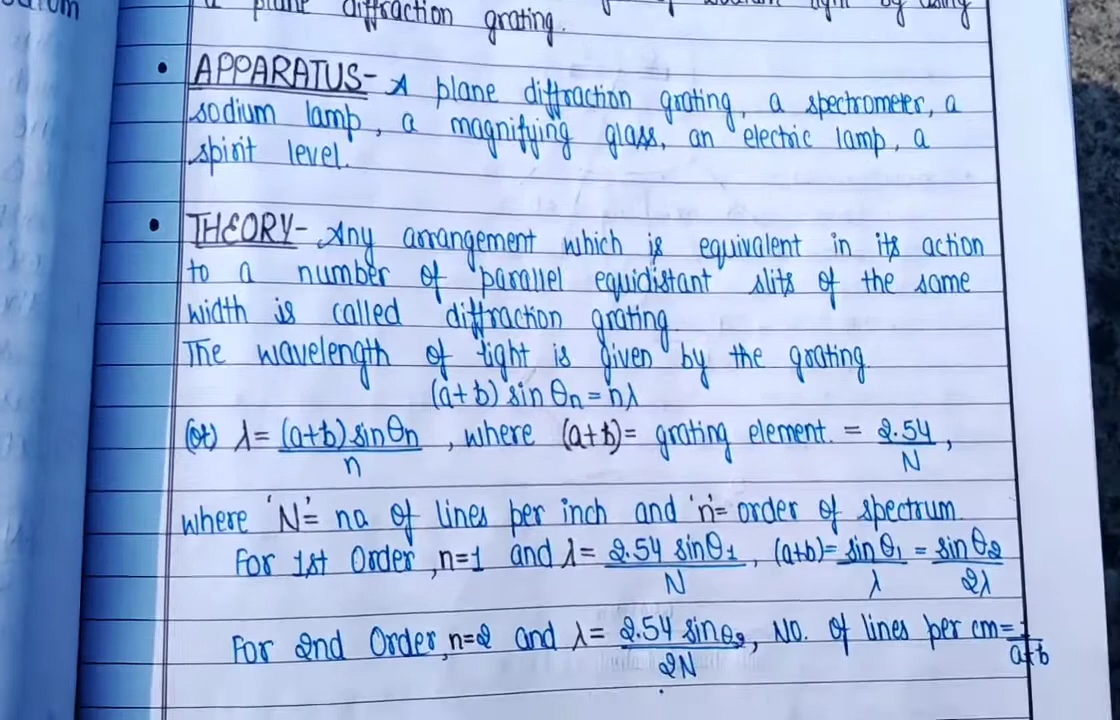 a plane diffraction grating.
• APPARATUS- A plane diffraction grating, a spectrometer, a
sodium lamp, a magnifying glass, an electric lamp, a
spirit level.
• THEORY- Any arrangement which is equivalent in its action
to a number of parallel equidistant slits of the same
width is called diffraction grating.
The wavelength of light is given by the grating.
(a+b) sin θn = nλ
(or) λ = (a+b) sin θn / n , where (a+b) = grating element. = 2.54 / N ,
where 'N' = no of lines per inch and 'n' = order of spectrum.
For 1st Order, n=1 and λ = 2.54 sinθ1 / N , (a+b) = sin θ1 / λ = sin θ2 / 2λ
For 2nd Order, n=2 and λ = 2.54 sinθ2 / 2N , No. of lines per cm = 1 / a+b